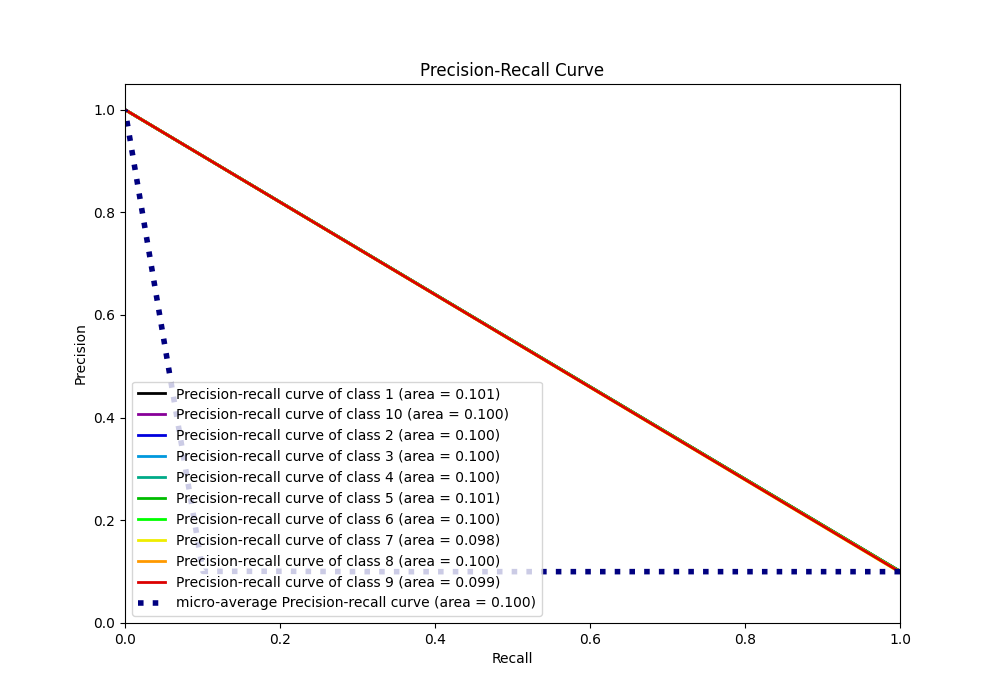 Precision-Recall Curve
1.0
0.8
0.6
0.4
0.2
0.0
Precision
Precision-recall curve of class 1 (area = 0.101)
Precision-recall curve of class 10 (area = 0.100)
Precision-recall curve of class 2 (area = 0.100)
Precision-recall curve of class 3 (area = 0.100)
Precision-recall curve of class 4 (area = 0.100)
Precision-recall curve of class 5 (area = 0.101)
Precision-recall curve of class 6 (area = 0.100)
Precision-recall curve of class 7 (area = 0.098)
Precision-recall curve of class 8 (area = 0.100)
Precision-recall curve of class 9 (area = 0.099)
micro-average Precision-recall curve (area = 0.100)
0.0 0.2 0.4 0.6 0.8 1.0
Recall